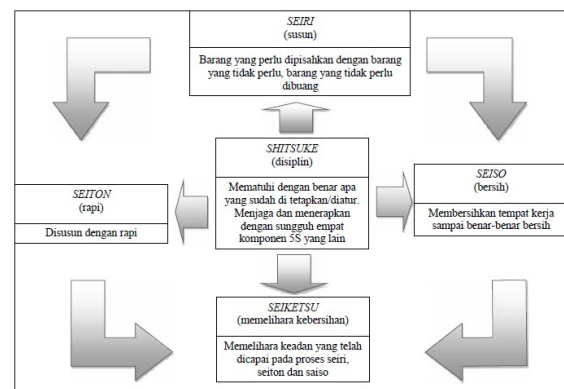 SEIRI
(susun)
Barang yang perlu dipisahkan dengan barang
yang tidak perlu, barang yang tidak perlu
dibuang
SHITSUKE
(disiplin)
Mematuhi dengan benar apa
yang sudah di tetapkan/diatur.
Menjaga dan menerapkan
dengan sungguh empat
komponen 5S yang lain
SEITON
(rapi)
Disusun dengan rapi
SEISO
(bersih)
Membersihkan tempat kerja
sampai benar-benar bersih
SEIKETSU
(memelihara kebersihan)
Memelihara keadan yang telah
dicapai pada proses seiri,
seiton dan saiso